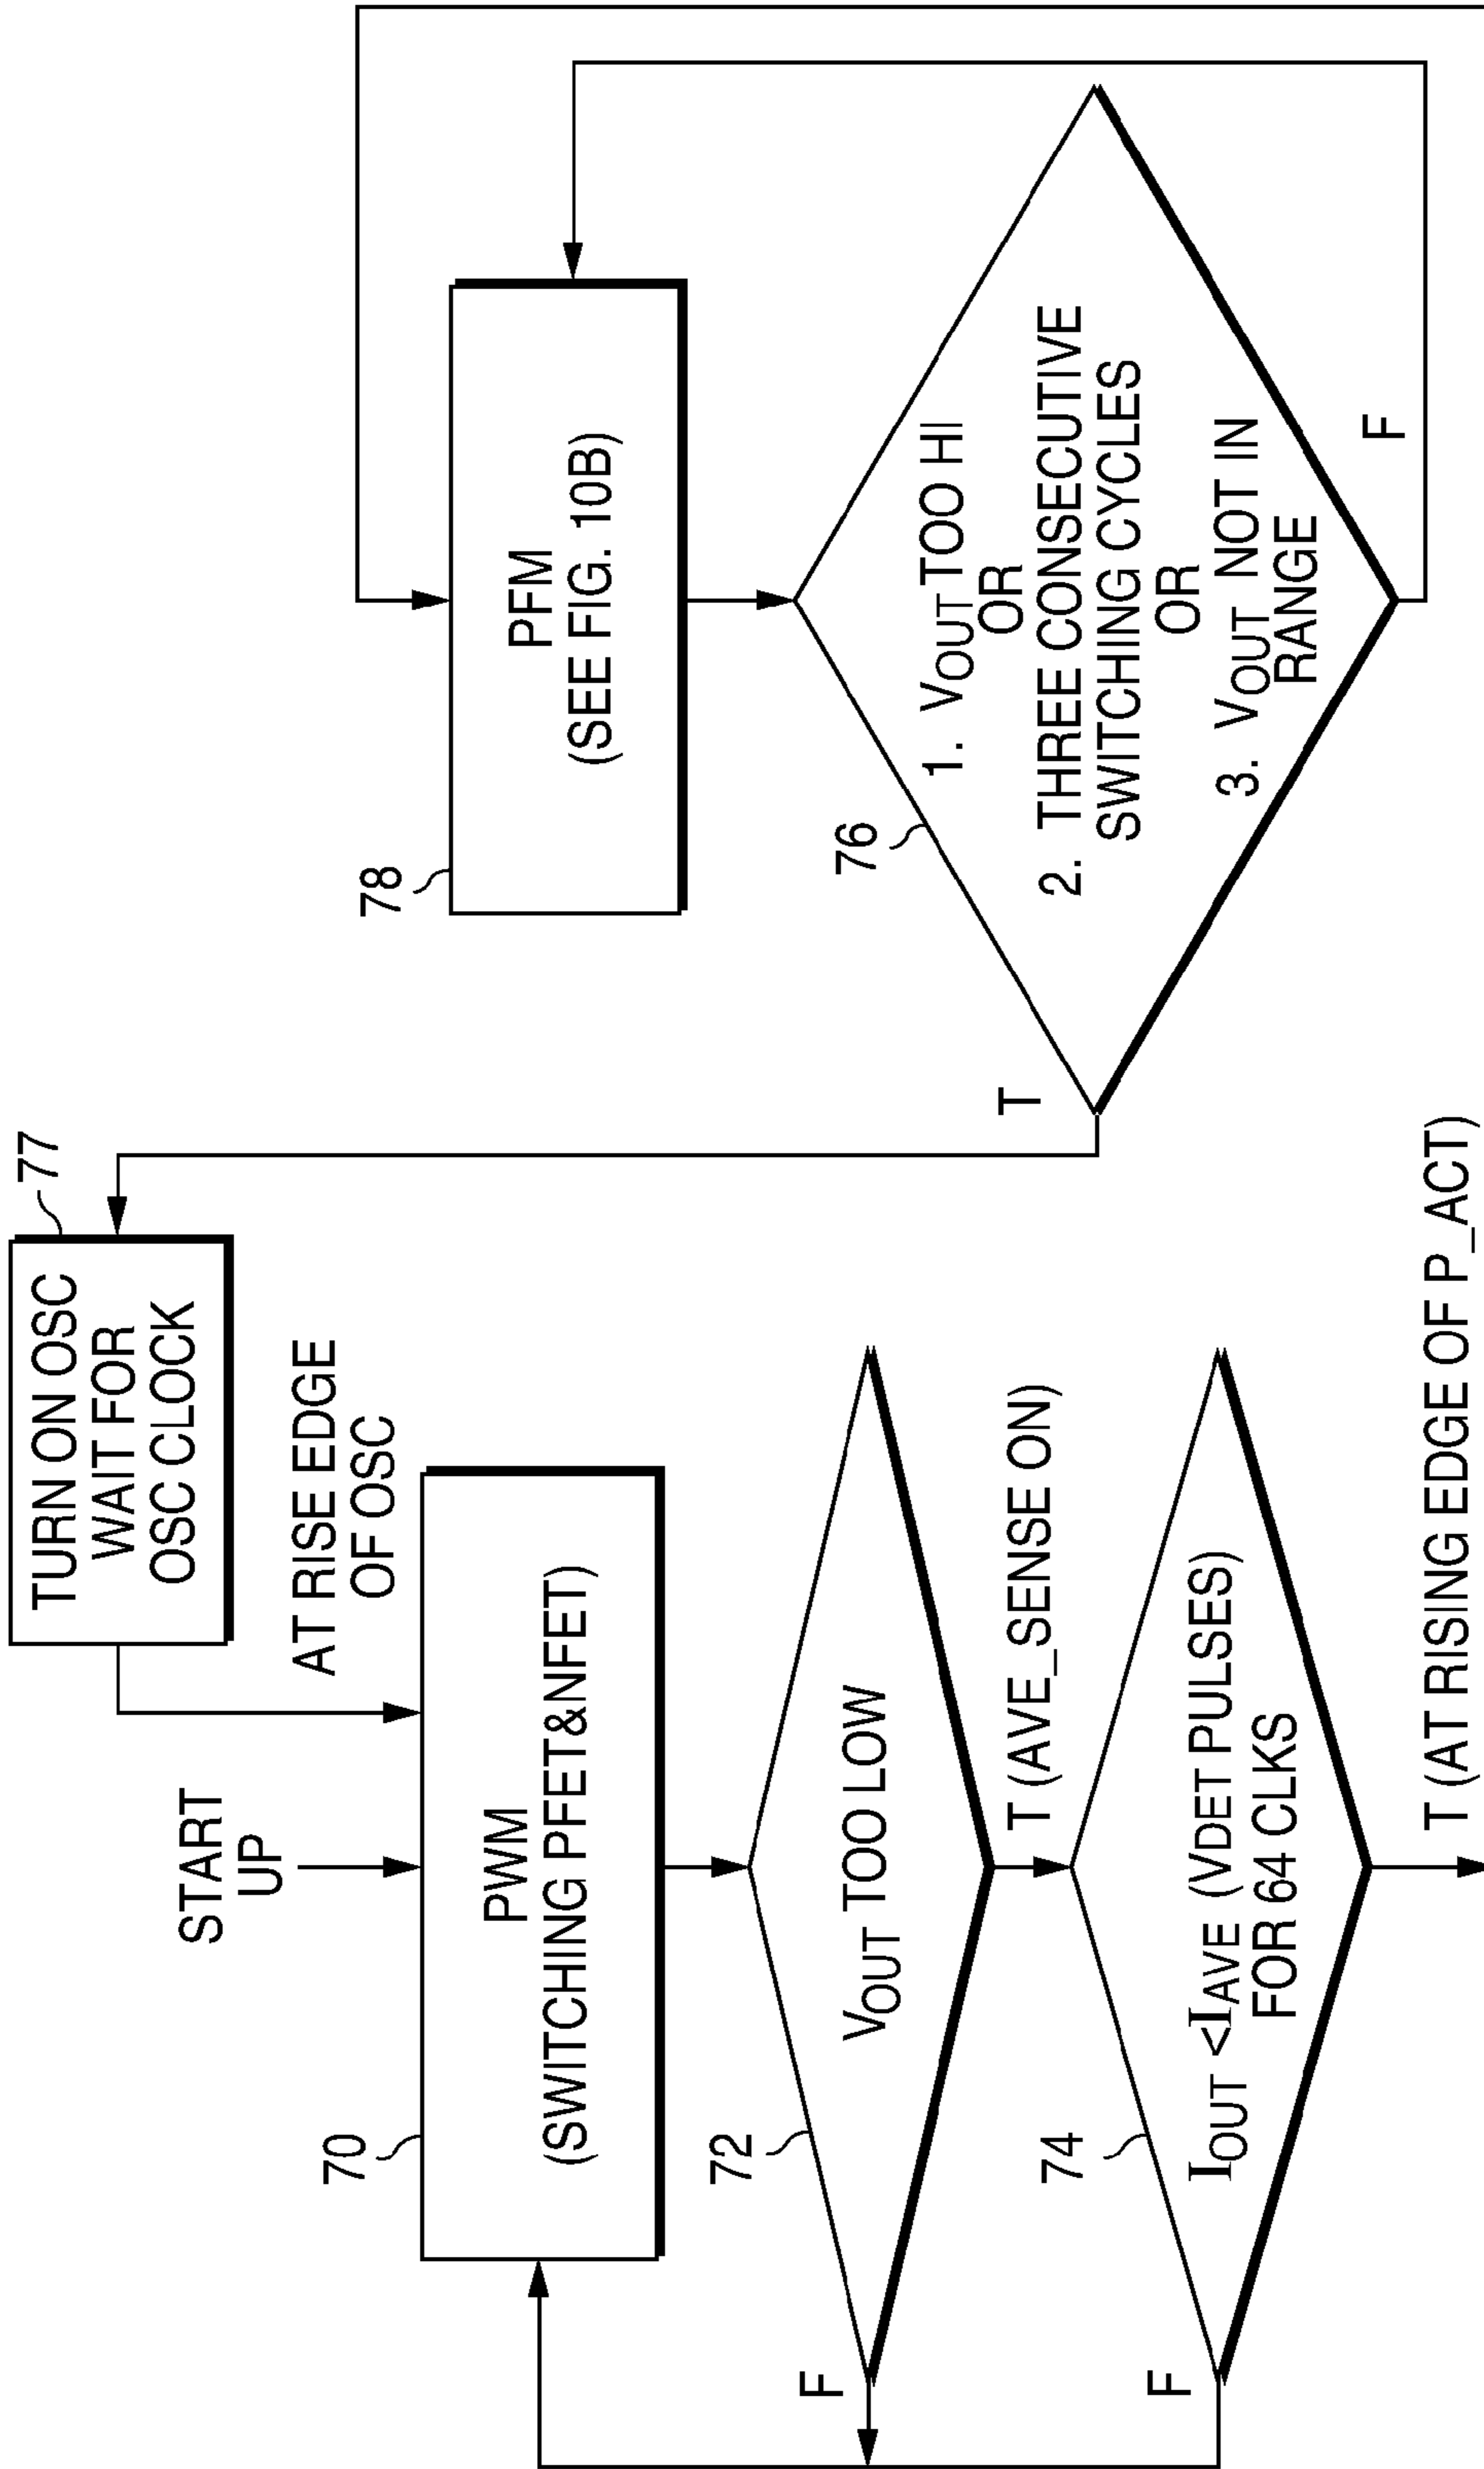 START
UP
TURN ON OSC
WAIT FOR
OSC CLOCK
77
AT RISE EDGE
OF OSC
70
PWM
(SWITCHING PFET&NFET)
72
VOUT TOO LOW
F
T (AVE_SENSE ON)
74
IOUT <IAVE (VDET PULSES)
FOR 64 CLKS
F
T (AT RISING EDGE OF P_ACT)
78
PFM
(SEE FIG. 10B)
76
1. VOUT TOO HI
OR
2. THREE CONSECUTIVE
SWITCHING CYCLES
OR
3. VOUT NOT IN
RANGE
T
F